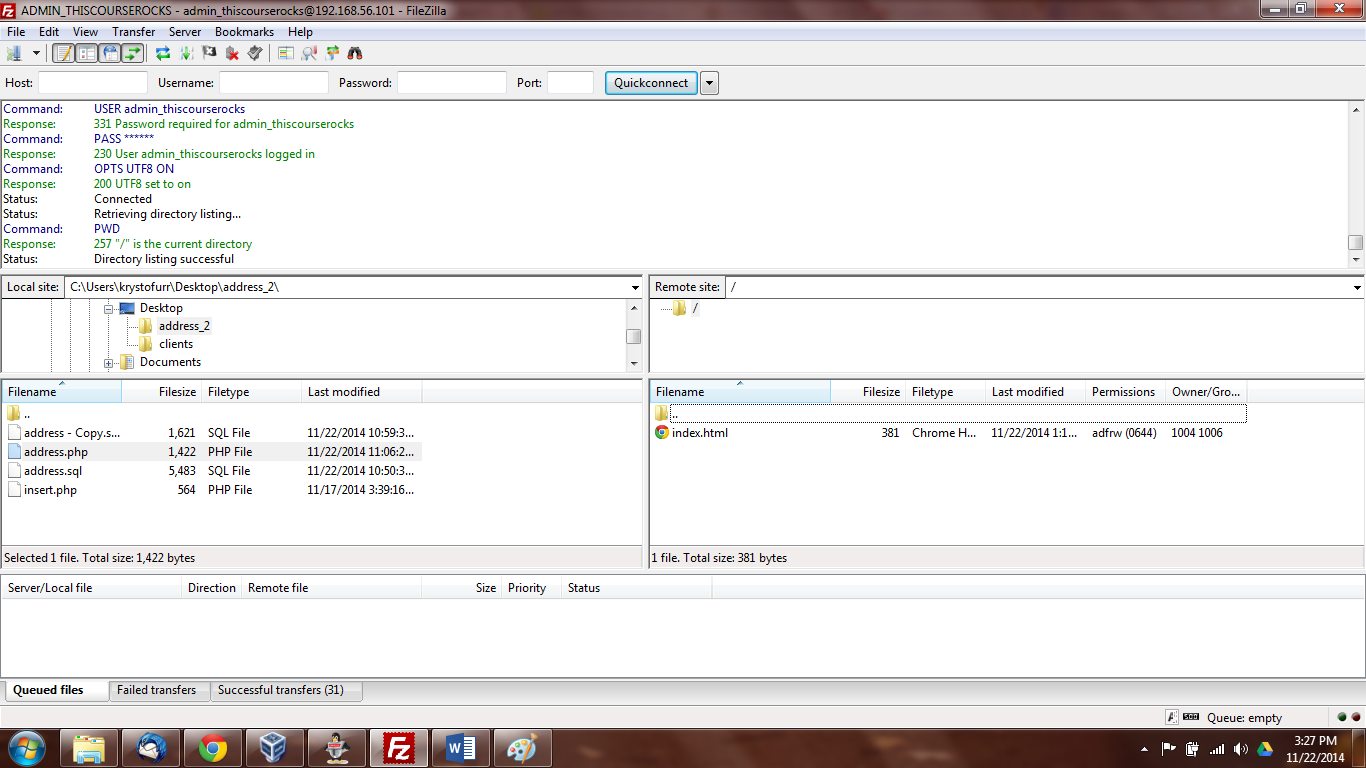 ADMIN_THISCOURSEROCKS - admin_thiscourserocks@192.168.56.101 - FileZilla
File Edit View Transfer Server Bookmarks Help
Host: Username: Password: Port: Quickconnect
Command: USER admin_thiscourserocks
Response: 331 Password required for admin_thiscourserocks
Command: PASS ******
Response: 230 User admin_thiscourserocks logged in
Command: OPTS UTF8 ON
Response: 200 UTF8 set to on
Status: Connected
Status: Retrieving directory listing...
Command: PWD
Response: 257 "/" is the current directory
Status: Directory listing successful
Local site: C:\Users\krystofurr\Desktop\address_2\
Desktop
address_2
clients
Documents
Remote site: /
/
Filename Filesize Filetype Last modified
..
address - Copy.s... 1,621 SQL File 11/22/2014 10:59:3...
address.php 1,422 PHP File 11/22/2014 11:06:2...
address.sql 5,483 SQL File 11/22/2014 10:50:3...
insert.php 564 PHP File 11/17/2014 3:39:16...
Selected 1 file. Total size: 1,422 bytes
Filename Filesize Filetype Last modified Permissions Owner/Gro...
..
index.html 381 Chrome H... 11/22/2014 1:1... adfrw (0644) 1004 1006
1 file. Total size: 381 bytes
Server/Local file Direction Remote file Size Priority Status
Queued files Failed transfers Successful transfers (31)
Queue: empty
3:27 PM
11/22/2014